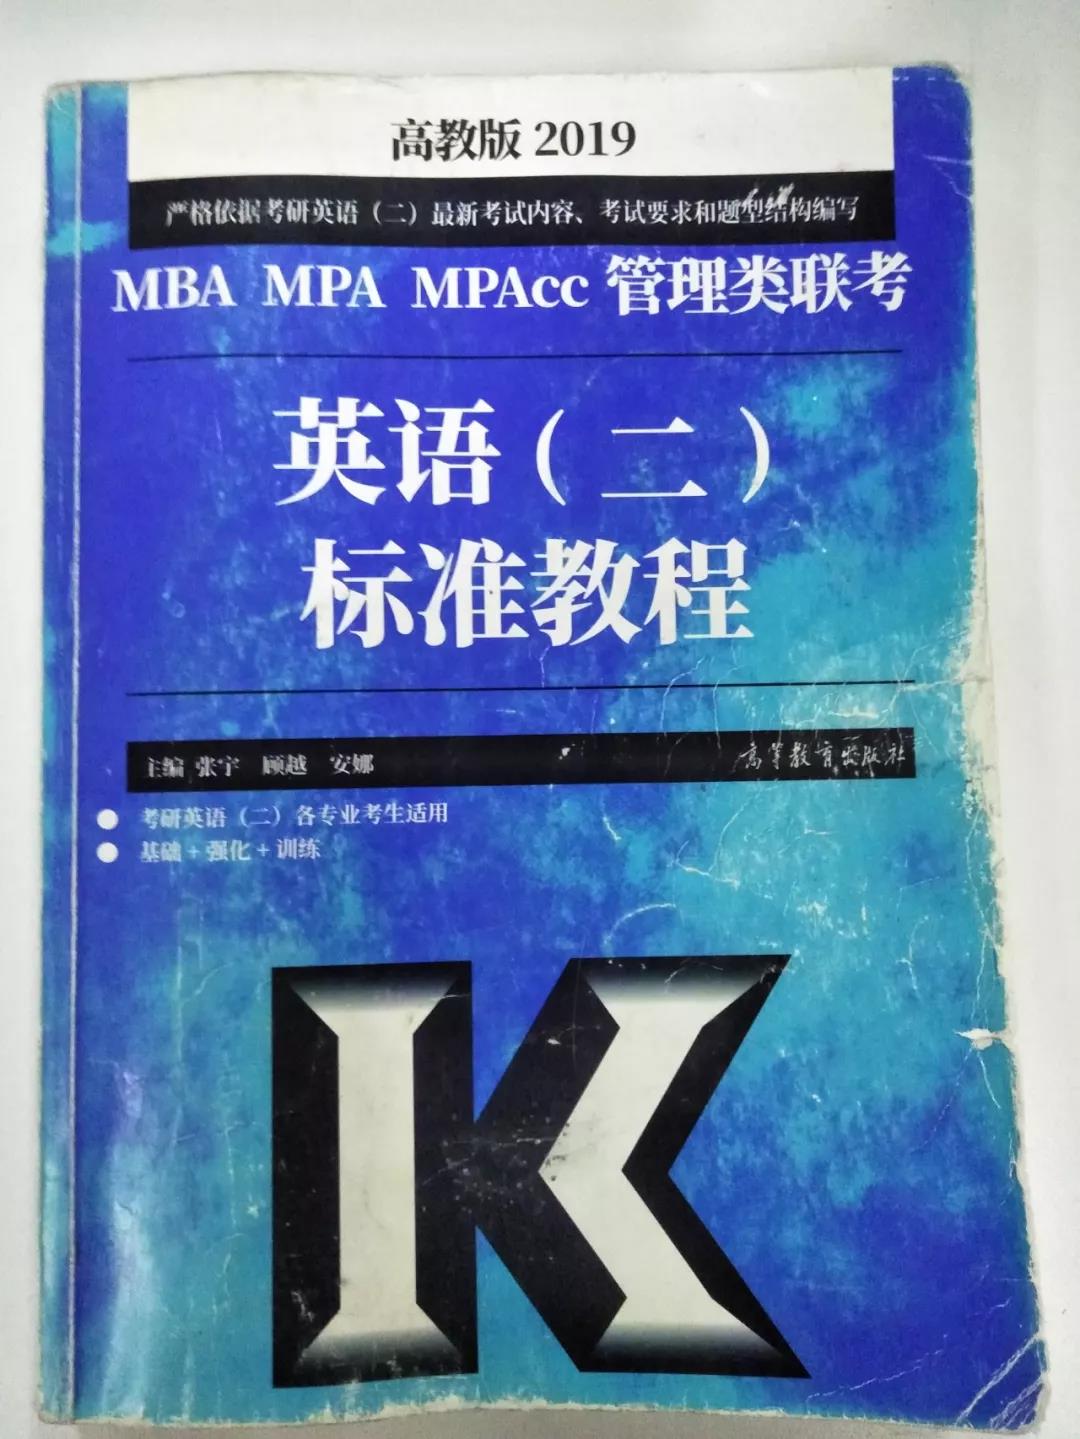 高教版 2019
严格依据考研英语（二）最新考试内容、考试要求和题型结构编写
MBA MPA MPAcc 管理类联考
英语（二）
标准教程
主编 张宇 顾越 安娜
高等教育出版社
考研英语（二）各专业考生适用
基础+强化+训练
K